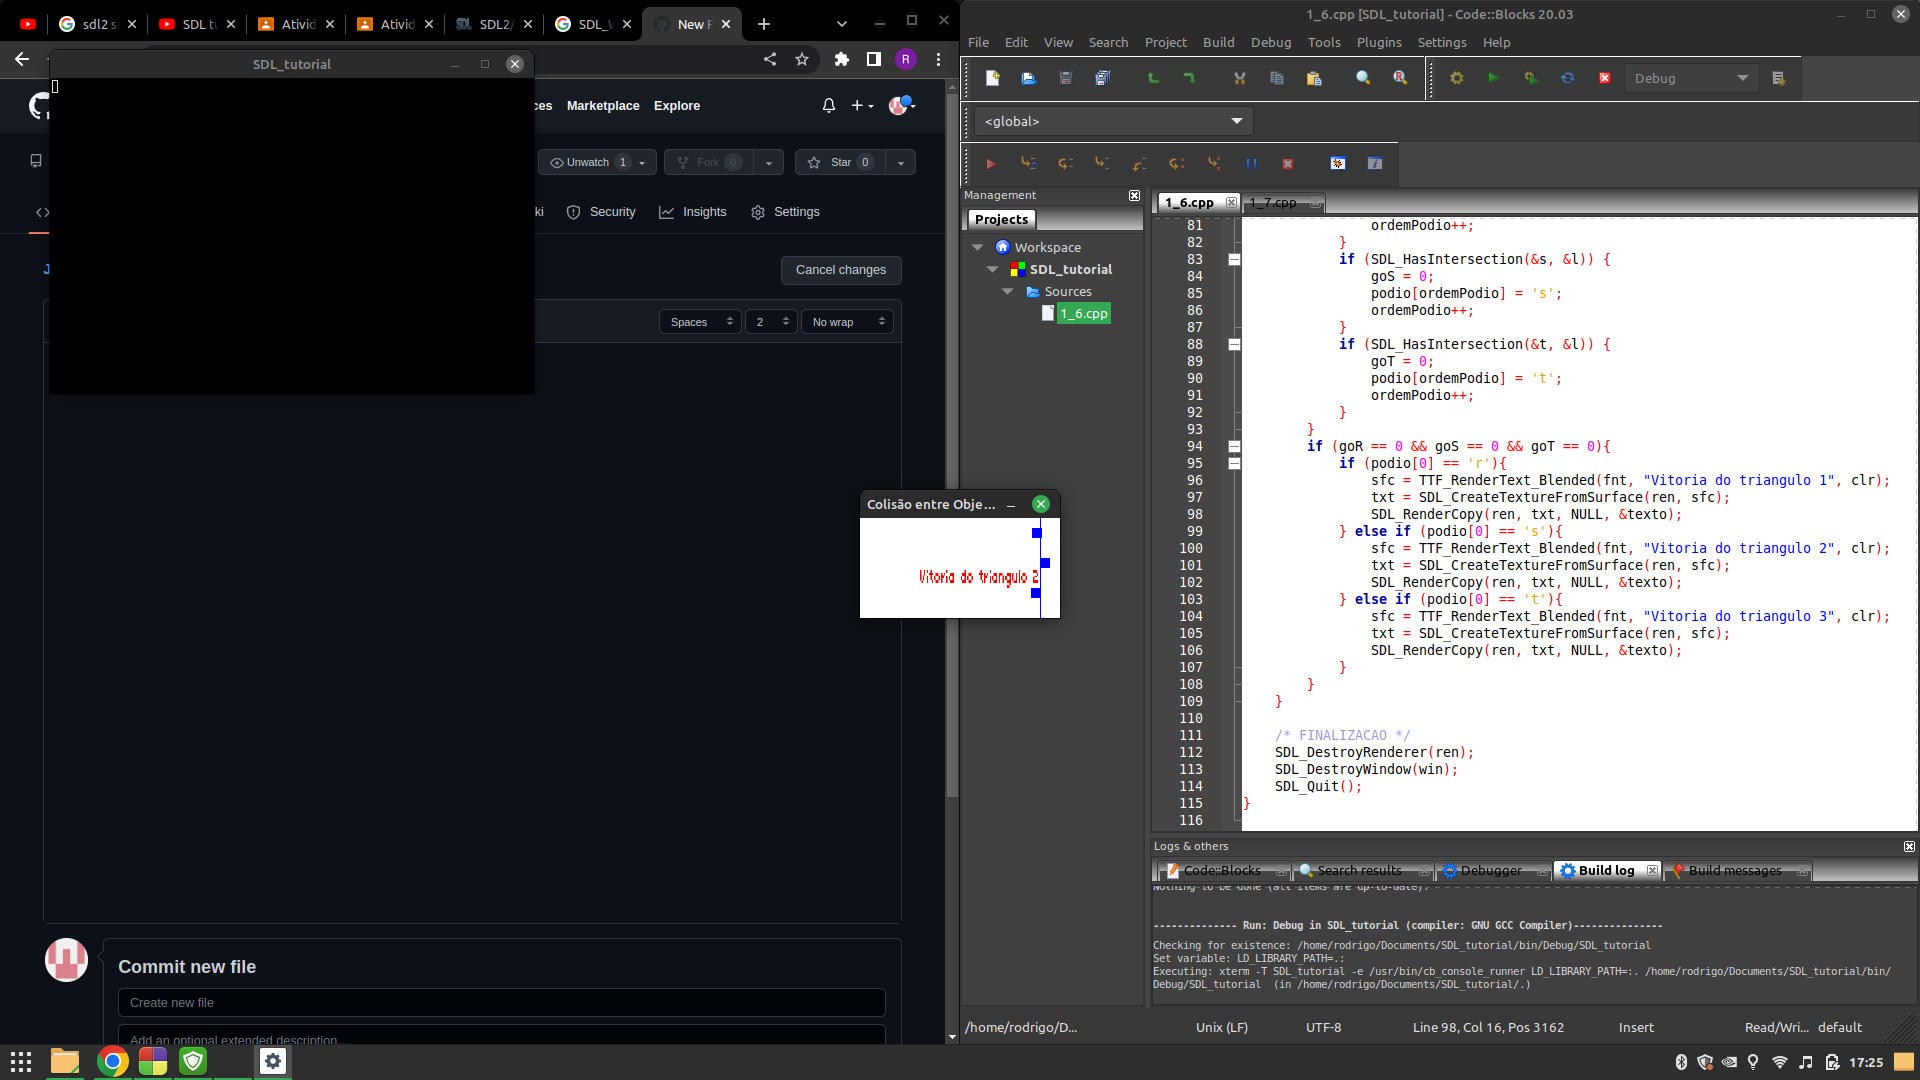 sdl2 s
SDL tu
Ativid
Ativid
SDL2/
SDL_W
New F
R
SDL_tutorial
ces
Marketplace
Explore
Unwatch 1
Fork 0
Star 0
ki
Security
Insights
Settings
J
Cancel changes
Spaces
2
No wrap
Commit new file
Create new file
Add an optional extended description...
Colisão entre Obje...
Vitoria do triangulo 2
1_6.cpp [SDL_tutorial] - Code::Blocks 20.03
File Edit View Search Project Build Debug Tools Plugins Settings Help
Debug
<global>
Management
Projects
Workspace
SDL_tutorial
Sources
1_6.cpp
1_6.cpp
1_7.cpp
81 ordemPodio++;
82 }
83 if (SDL_HasIntersection(&s, &l)) {
84 goS = 0;
85 podio[ordemPodio] = 's';
86 ordemPodio++;
87 }
88 if (SDL_HasIntersection(&t, &l)) {
89 goT = 0;
90 podio[ordemPodio] = 't';
91 ordemPodio++;
92 }
93 }
94 if (goR == 0 && goS == 0 && goT == 0){
95 if (podio[0] == 'r'){
96 sfc = TTF_RenderText_Blended(fnt, "Vitoria do triangulo 1", clr);
97 txt = SDL_CreateTextureFromSurface(ren, sfc);
98 SDL_RenderCopy(ren, txt, NULL, &texto);
99 } else if (podio[0] == 's'){
100 sfc = TTF_RenderText_Blended(fnt, "Vitoria do triangulo 2", clr);
101 txt = SDL_CreateTextureFromSurface(ren, sfc);
102 SDL_RenderCopy(ren, txt, NULL, &texto);
103 } else if (podio[0] == 't'){
104 sfc = TTF_RenderText_Blended(fnt, "Vitoria do triangulo 3", clr);
105 txt = SDL_CreateTextureFromSurface(ren, sfc);
106 SDL_RenderCopy(ren, txt, NULL, &texto);
107 }
108 }
109 }
110
111 /* FINALIZACAO */
112 SDL_DestroyRenderer(ren);
113 SDL_DestroyWindow(win);
114 SDL_Quit();
115 }
116
Logs & others
Code::Blocks
Search results
Debugger
Build log
Build messages
Nothing to be done (all items are up-to-date).
-------------- Run: Debug in SDL_tutorial (compiler: GNU GCC Compiler)---------------
Checking for existence: /home/rodrigo/Documents/SDL_tutorial/bin/Debug/SDL_tutorial
Set variable: LD_LIBRARY_PATH=.:
Executing: xterm -T SDL_tutorial -e /usr/bin/cb_console_runner LD_LIBRARY_PATH=:. /home/rodrigo/Documents/SDL_tutorial/bin/
Debug/SDL_tutorial (in /home/rodrigo/Documents/SDL_tutorial/.)
/home/rodrigo/D...
Unix (LF)
UTF-8
Line 98, Col 16, Pos 3162
Insert
Read/Wri...
default
17:25